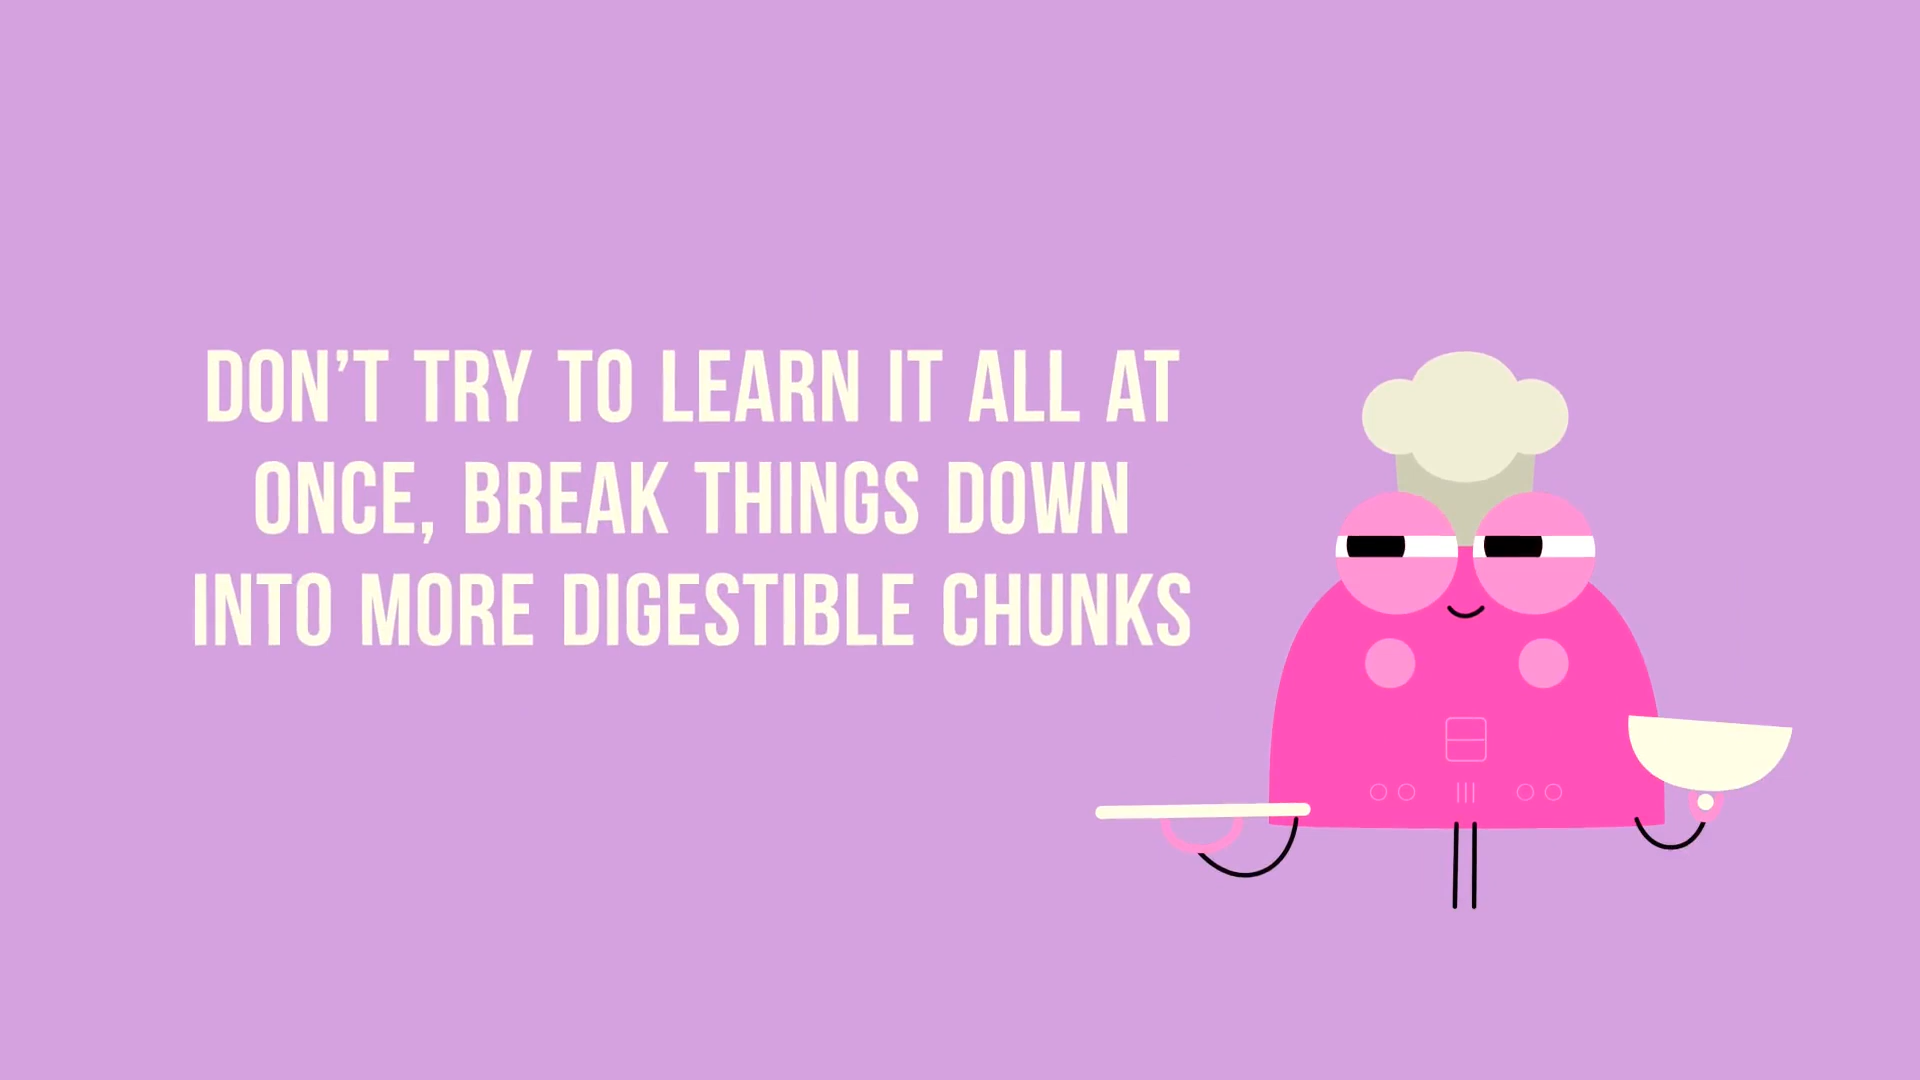 DON’T TRY TO LEARN IT ALL AT
ONCE, BREAK THINGS DOWN
INTO MORE DIGESTIBLE CHUNKS